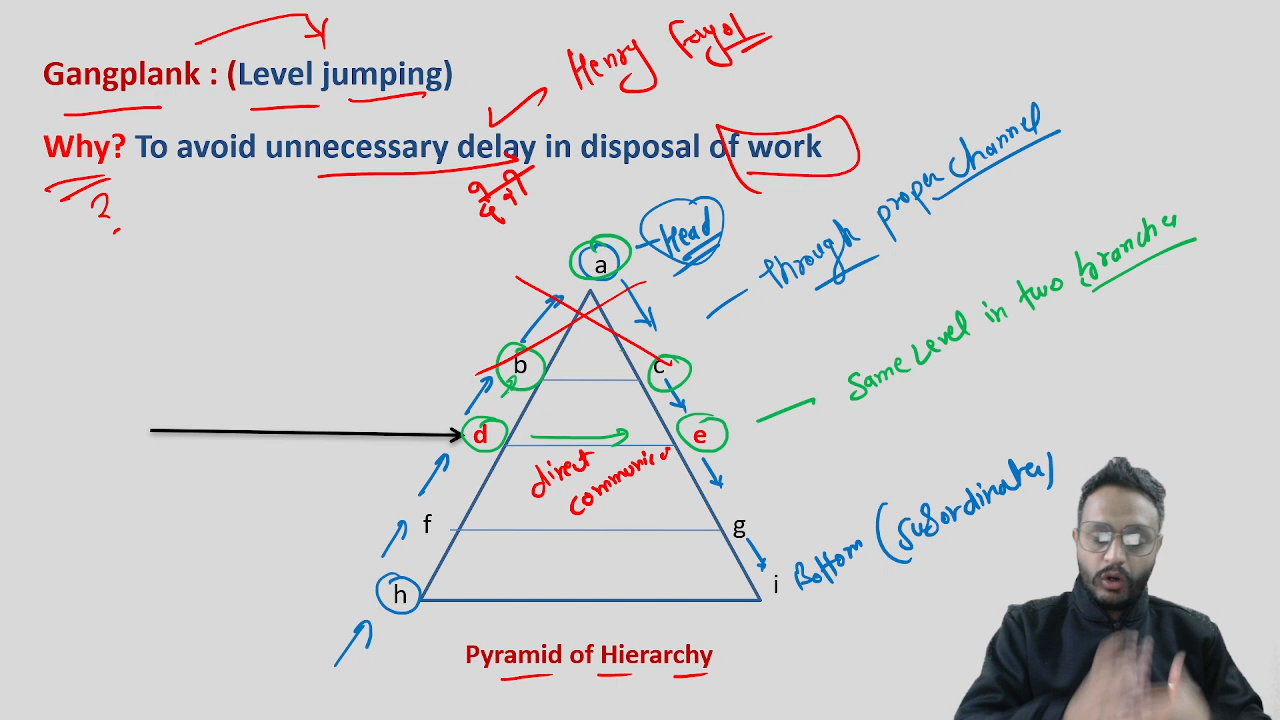 Gangplank : (Level jumping)
Henry Fayol
Why? To avoid unnecessary delay in disposal of work
?
a
Head
through proper channel
b
c
Same level in two branches
d
e
direct
f
g
h
i
Bottom (Subordinates)
Pyramid of Hierarchy